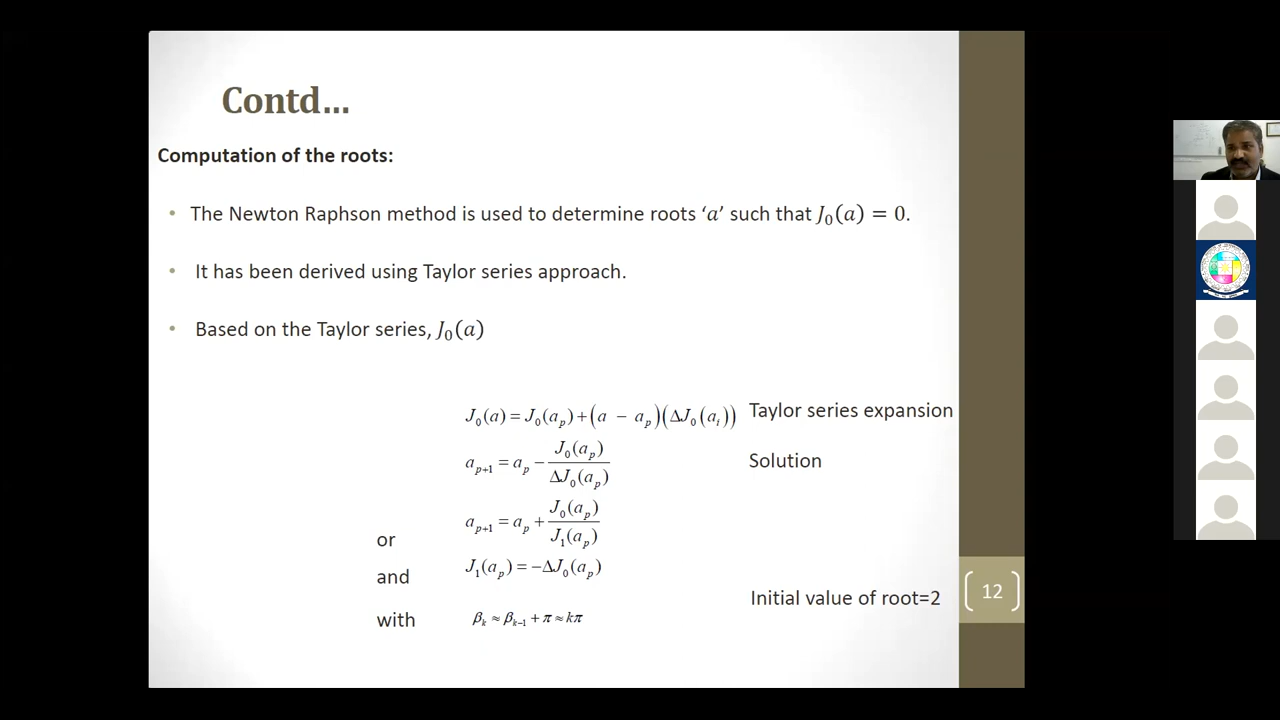 Contd...
Computation of the roots:
• The Newton Raphson method is used to determine roots ‘a’ such that J₀(a) = 0.
• It has been derived using Taylor series approach.
• Based on the Taylor series, J₀(a)
J₀(a) = J₀(aₚ) + (a − aₚ)(ΔJ₀(aᵢ)) Taylor series expansion
aₚ₊₁ = aₚ − J₀(aₚ) / ΔJ₀(aₚ) Solution
or aₚ₊₁ = aₚ + J₀(aₚ) / J₁(aₚ)
and J₁(aₚ) = −ΔJ₀(aₚ)
Initial value of root=2
with βₖ ≈ βₖ₋₁ + π ≈ kπ
12